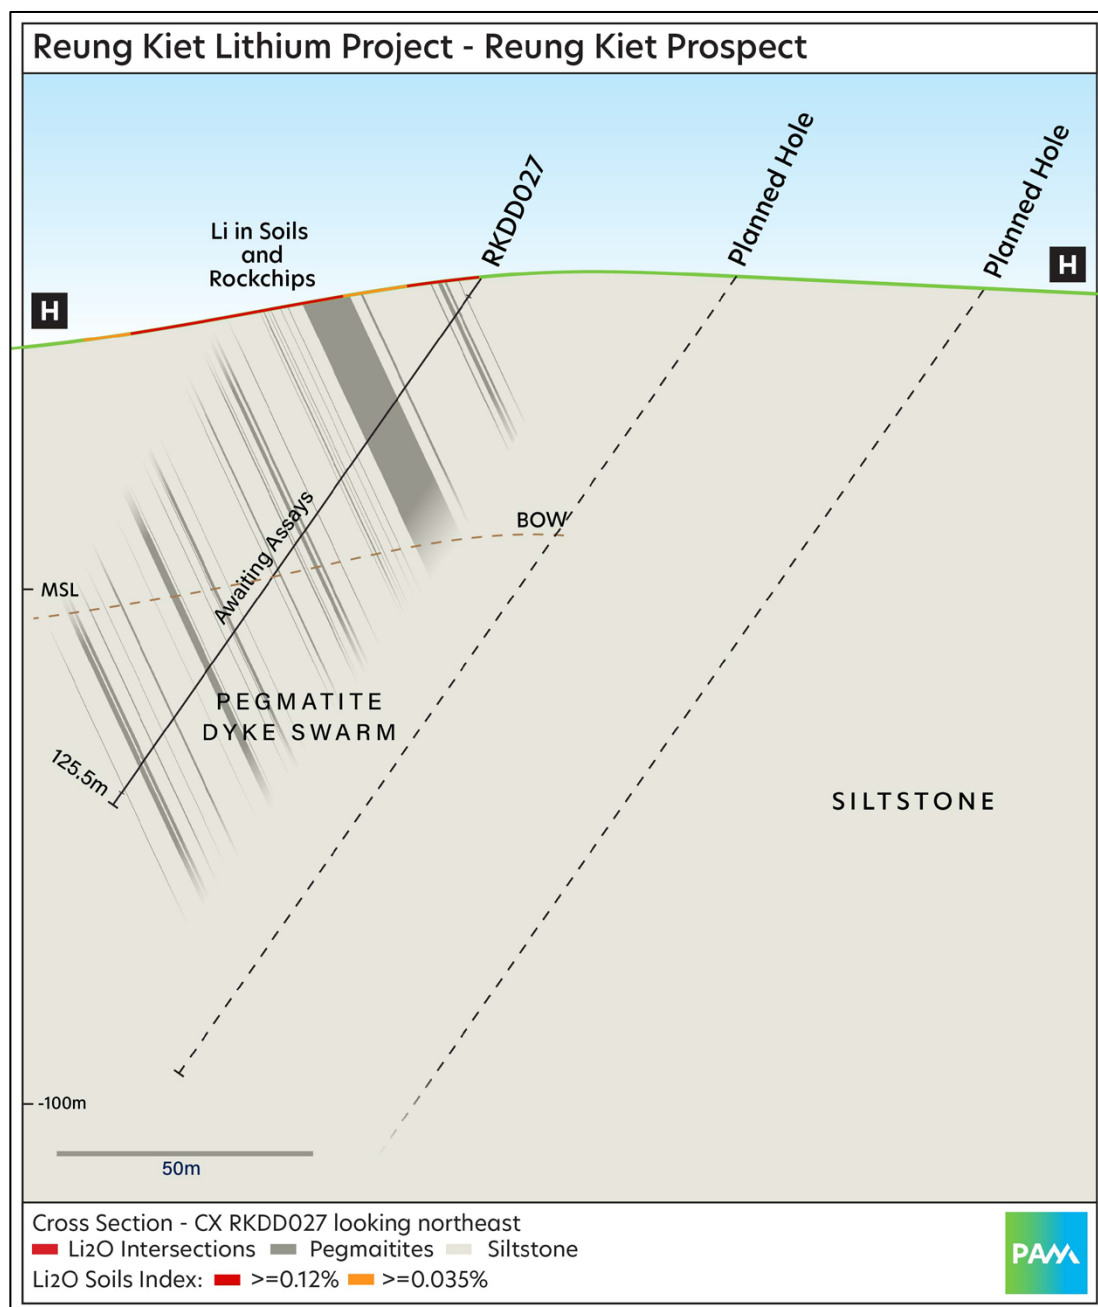 Reung Kiet Lithium Project - Reung Kiet Prospect
RKDD027
Planned Hole
Planned Hole
Li in Soils
and
Rockchips
H
H
BOW
Awaiting Assays
MSL
PEGMATITE
DYKE SWARM
125.5m
SILTSTONE
-100m
50m
Cross Section - CX RKDD027 looking northeast
Li2O Intersections Pegmaitites Siltstone
Li2O Soils Index: >=0.12% >=0.035%
PAM